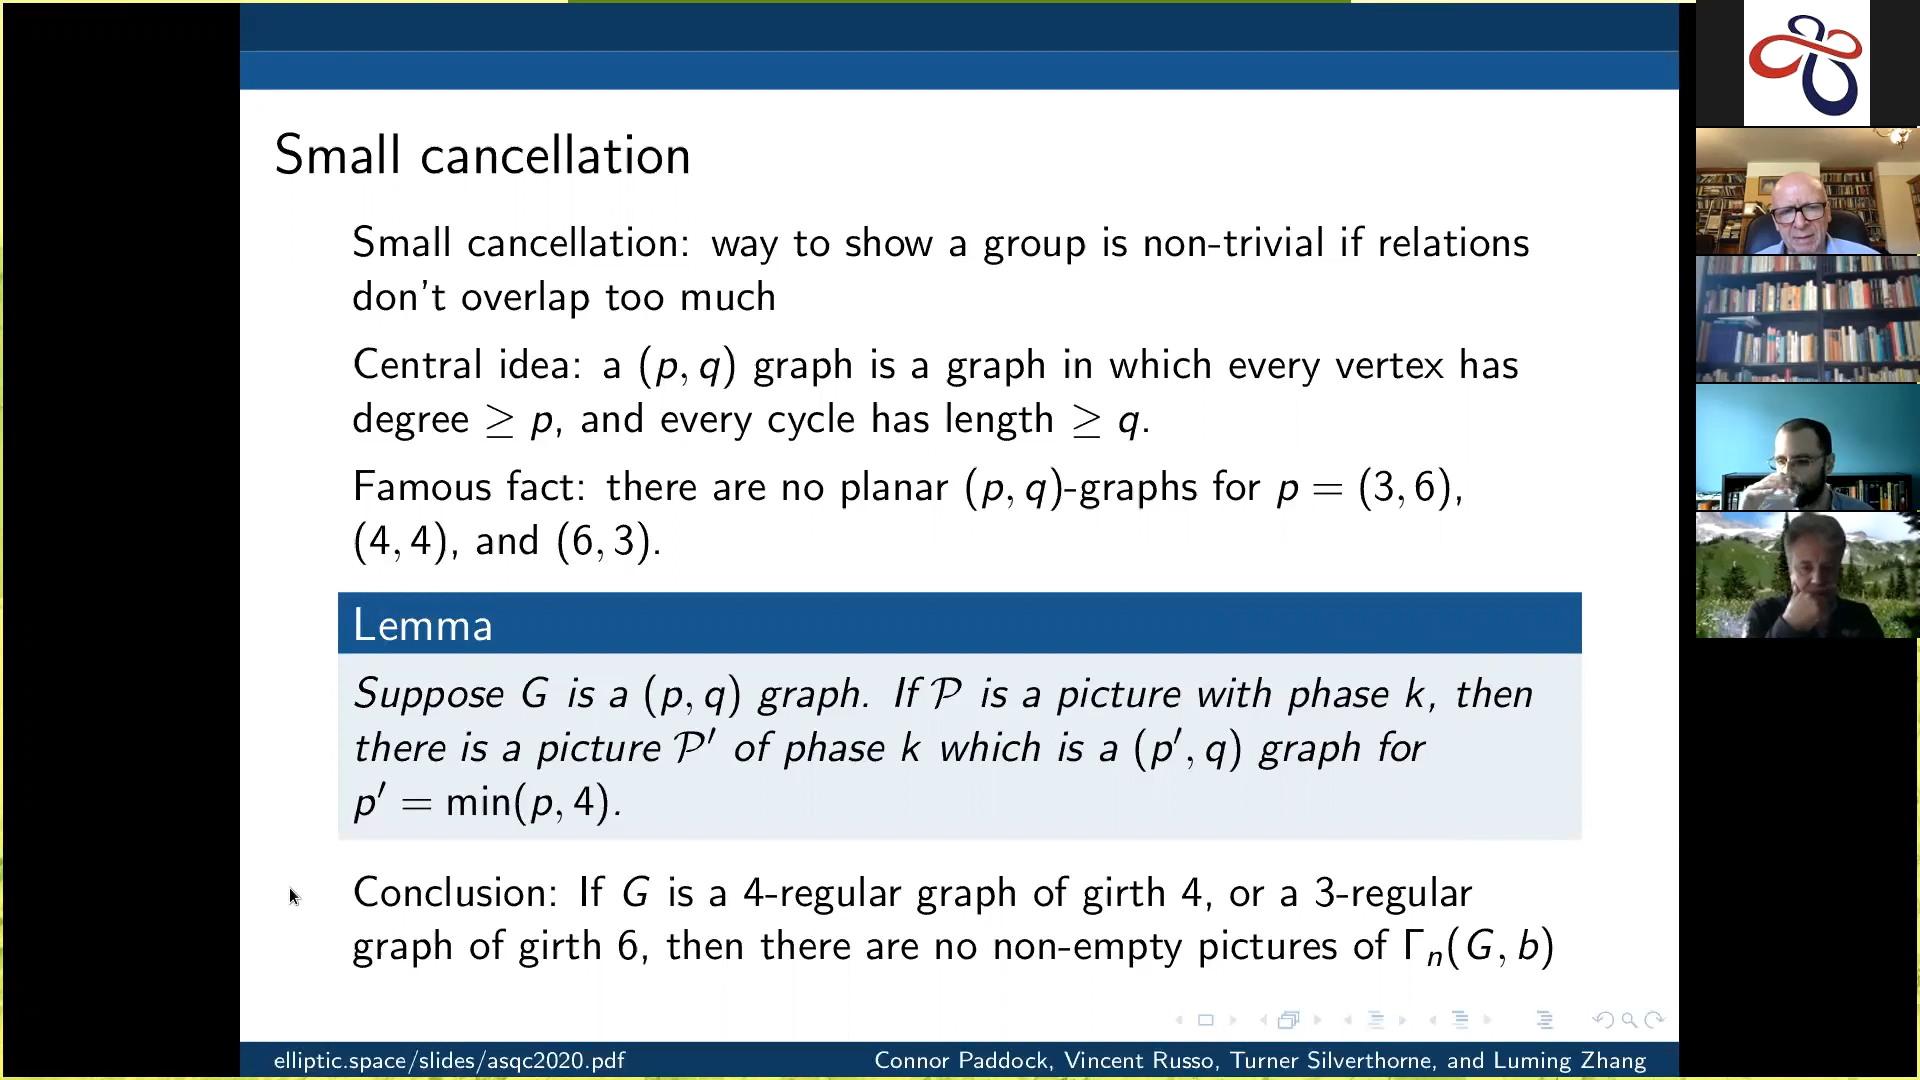 Small cancellation
Small cancellation: way to show a group is non-trivial if relations
don't overlap too much
Central idea: a (p, q) graph is a graph in which every vertex has
degree ≥ p, and every cycle has length ≥ q.
Famous fact: there are no planar (p, q)-graphs for p = (3, 6),
(4, 4), and (6, 3).
Lemma
Suppose G is a (p, q) graph. If 𝒫 is a picture with phase k, then
there is a picture 𝒫′ of phase k which is a (p′, q) graph for
p′ = min(p, 4).
Conclusion: If G is a 4-regular graph of girth 4, or a 3-regular
graph of girth 6, then there are no non-empty pictures of Γₙ(G, b)
elliptic.space/slides/asqc2020.pdf
Connor Paddock, Vincent Russo, Turner Silverthorne, and Luming Zhang